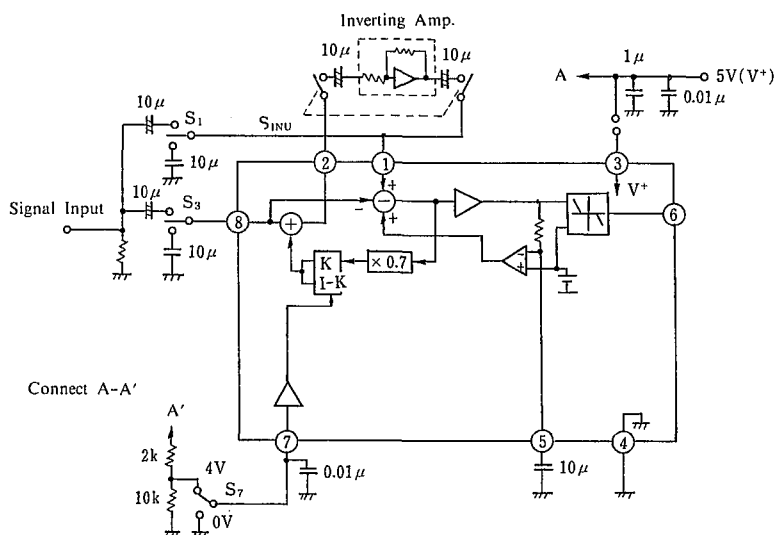 Inverting Amp.
10μ
10μ
1μ
A
5V(V⁺)
0.01μ
10μ
S₁
S_INU
10μ
2
1
3
V⁺
Signal Input
10μ
S₃
8
+
−
+
−
+
6
10μ
K
I-K
× 0.7
−
+
Connect A-A′
A′
2k
10k
4V
S₇
0V
7
0.01μ
5
10μ
4